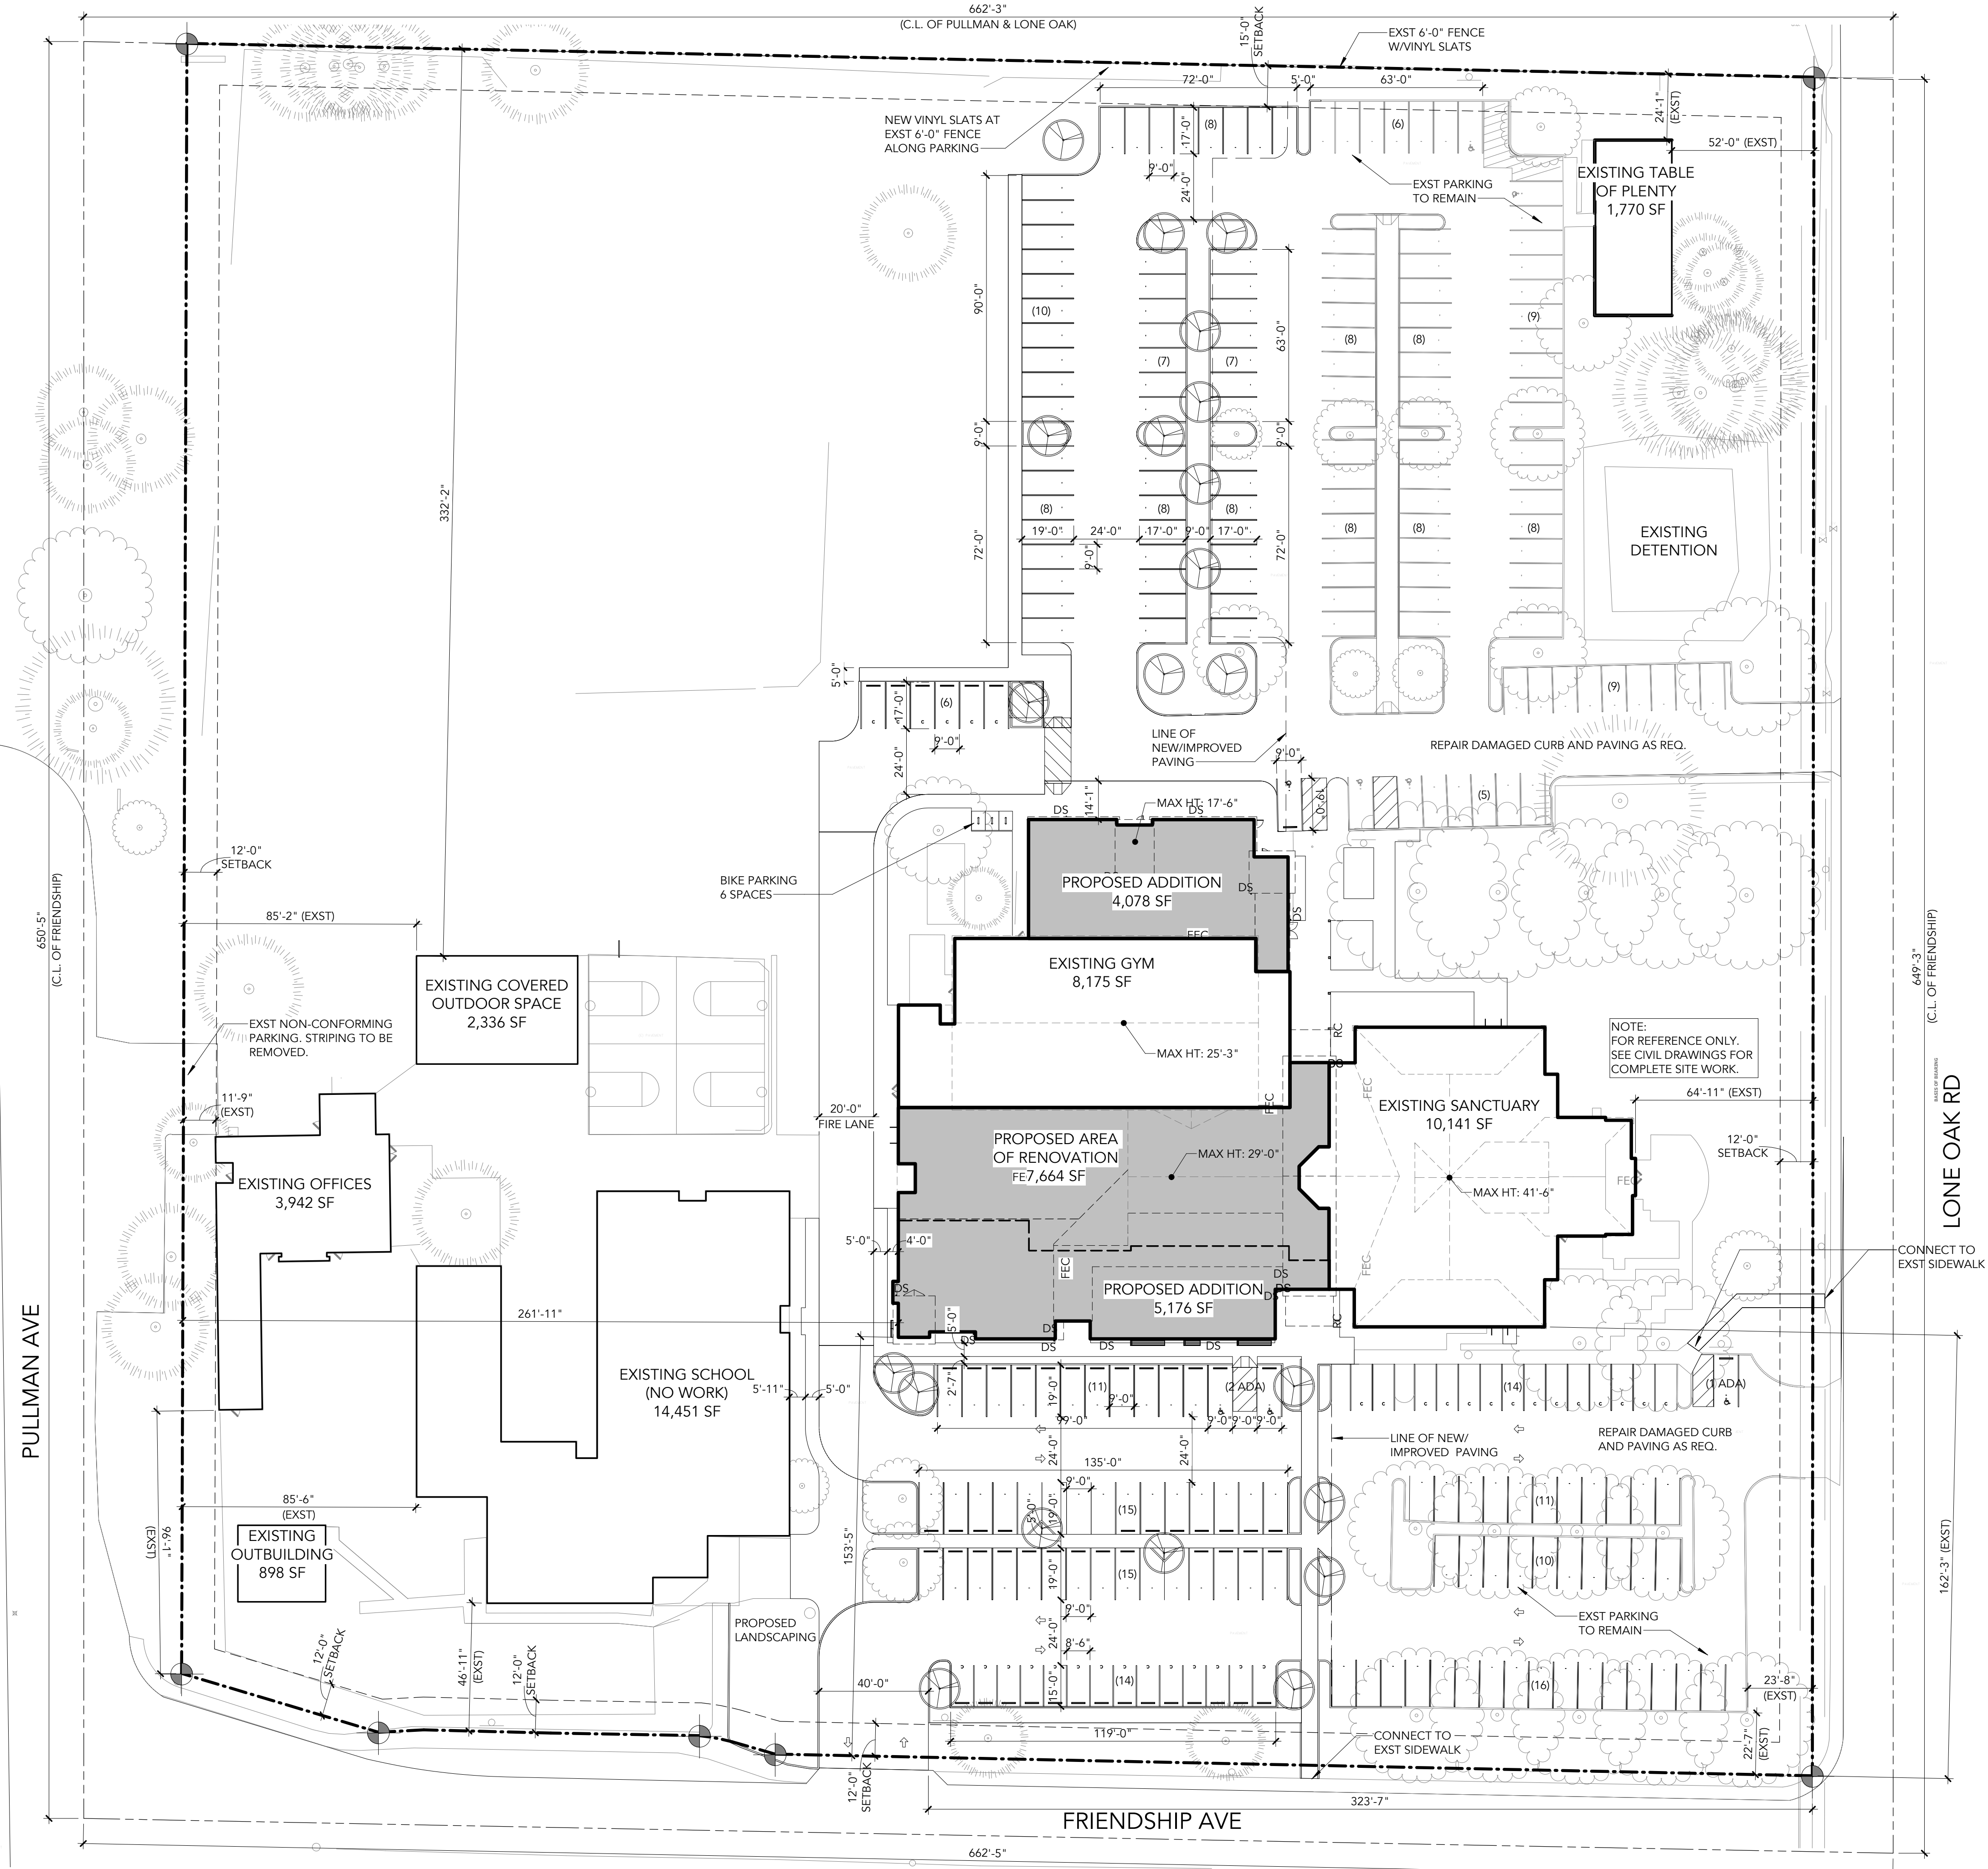 662'-3"
(C.L. OF PULLMAN & LONE OAK)
15'-0"
SETBACK
EXST 6'-0" FENCE
W/VINYL SLATS
72'-0"
5'-0"
63'-0"
24'-1"
(EXST)
52'-0" (EXST)
NEW VINYL SLATS AT
EXST 6'-0" FENCE
ALONG PARKING
17'-0"
(8)
(6)
9'-0"
24'-0"
EXST PARKING
TO REMAIN
EXISTING TABLE
OF PLENTY
1,770 SF
90'-0"
(10)
63'-0"
(7)
(7)
(8)
(8)
(9)
9'-0"
9'-0"
332'-2"
72'-0"
(8)
(8)
(8)
(8)
(8)
(8)
19'-0"
24'-0"
17'-0"
9'-0"
17'-0"
9'-0"
72'-0"
EXISTING
DETENTION
5'-0"
17'-0"
(6)
9'-0"
24'-0"
(9)
LINE OF
NEW/IMPROVED
PAVING
9'-0"
REPAIR DAMAGED CURB AND PAVING AS REQ.
19'-0"
(5)
14'-1"
DS
DS
MAX HT: 17'-6"
12'-0"
SETBACK
BIKE PARKING
6 SPACES
PROPOSED ADDITION
4,078 SF
DS
DS
FEC
650'-5"
(C.L. OF FRIENDSHIP)
649'-3"
(C.L. OF FRIENDSHIP)
85'-2" (EXST)
EXISTING COVERED
OUTDOOR SPACE
2,336 SF
EXISTING GYM
8,175 SF
MAX HT: 25'-3"
EXST NON-CONFORMING
PARKING. STRIPING TO BE
REMOVED.
RC
DS
NOTE:
FOR REFERENCE ONLY.
SEE CIVIL DRAWINGS FOR
COMPLETE SITE WORK.
BASIS OF BEARING
11'-9"
(EXST)
20'-0"
FIRE LANE
FEC
FEC
EXISTING SANCTUARY
10,141 SF
64'-11" (EXST)
12'-0"
SETBACK
PROPOSED AREA
OF RENOVATION
FE
7,664 SF
MAX HT: 29'-0"
MAX HT: 41'-6"
FEC
EXISTING OFFICES
3,942 SF
LONE OAK RD
5'-0"
4'-0"
FEC
FEC
CONNECT TO
EXST SIDEWALK
DS
PROPOSED ADDITION
5,176 SF
DS
DS
DS
RC
261'-11"
5'-0"
DS
DS
DS
DS
DS
PULLMAN AVE
EXISTING SCHOOL
(NO WORK)
14,451 SF
5'-11"
5'-0"
2'-7"
19'-0"
(11)
9'-0"
(2 ADA)
(14)
(1 ADA)
99'-0"
9'-0"
9'-0"
9'-0"
24'-0"
24'-0"
LINE OF NEW/
IMPROVED PAVING
REPAIR DAMAGED CURB
AND PAVING AS REQ.
135'-0"
9'-0"
85'-6"
(EXST)
96'-1"
(EXST)
EXISTING
OUTBUILDING
898 SF
153'-5"
5'-0"
19'-0"
(15)
(11)
19'-0"
(15)
(10)
162'-3" (EXST)
9'-0"
24'-0"
8'-6"
PROPOSED
LANDSCAPING
EXST PARKING
TO REMAIN
12'-0"
SETBACK
46'-11"
(EXST)
12'-0"
SETBACK
40'-0"
15'-0"
(14)
(16)
23'-8"
(EXST)
119'-0"
CONNECT TO
EXST SIDEWALK
22'-7"
(EXST)
12'-0"
SETBACK
323'-7"
FRIENDSHIP AVE
662'-5"